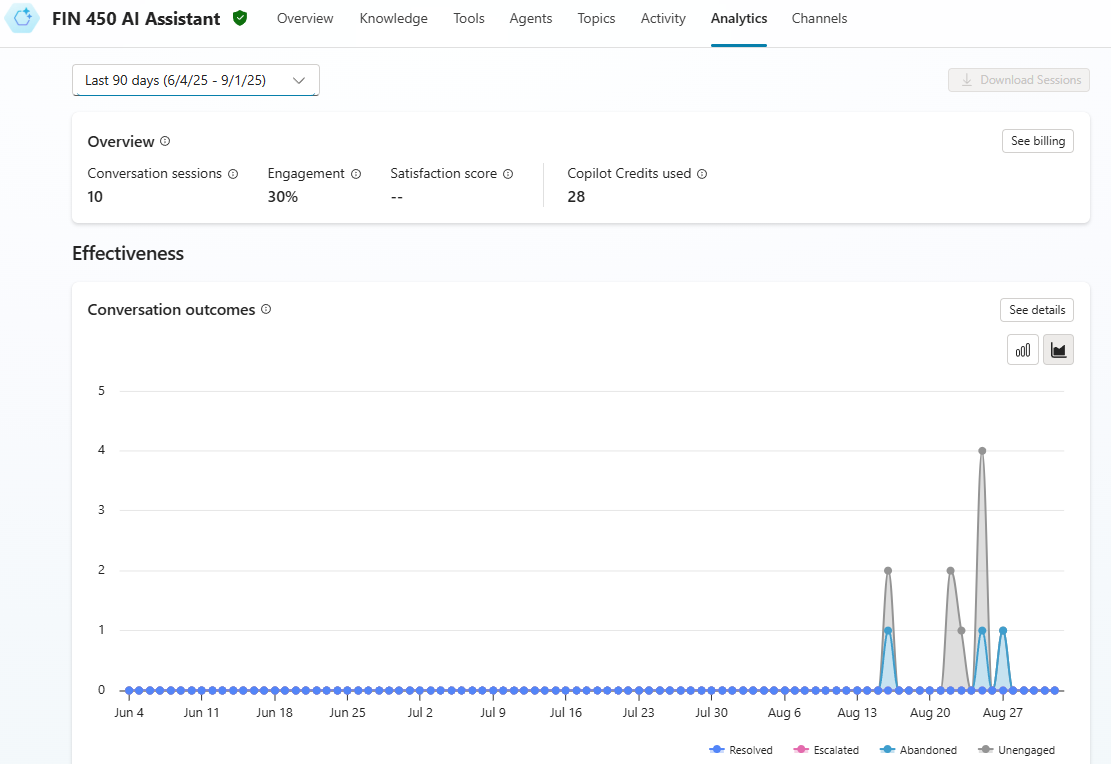 FIN 450 AI Assistant Overview Knowledge Tools Agents Topics Activity Analytics Channels
Last 90 days (6/4/25 - 9/1/25) Download Sessions
Overview See billing
Conversation sessions Engagement Satisfaction score Copilot Credits used
10 30% -- 28
Effectiveness
Conversation outcomes See details
5
4
3
2
1
0
Jun 4 Jun 11 Jun 18 Jun 25 Jul 2 Jul 9 Jul 16 Jul 23 Jul 30 Aug 6 Aug 13 Aug 20 Aug 27
Resolved Escalated Abandoned Unengaged